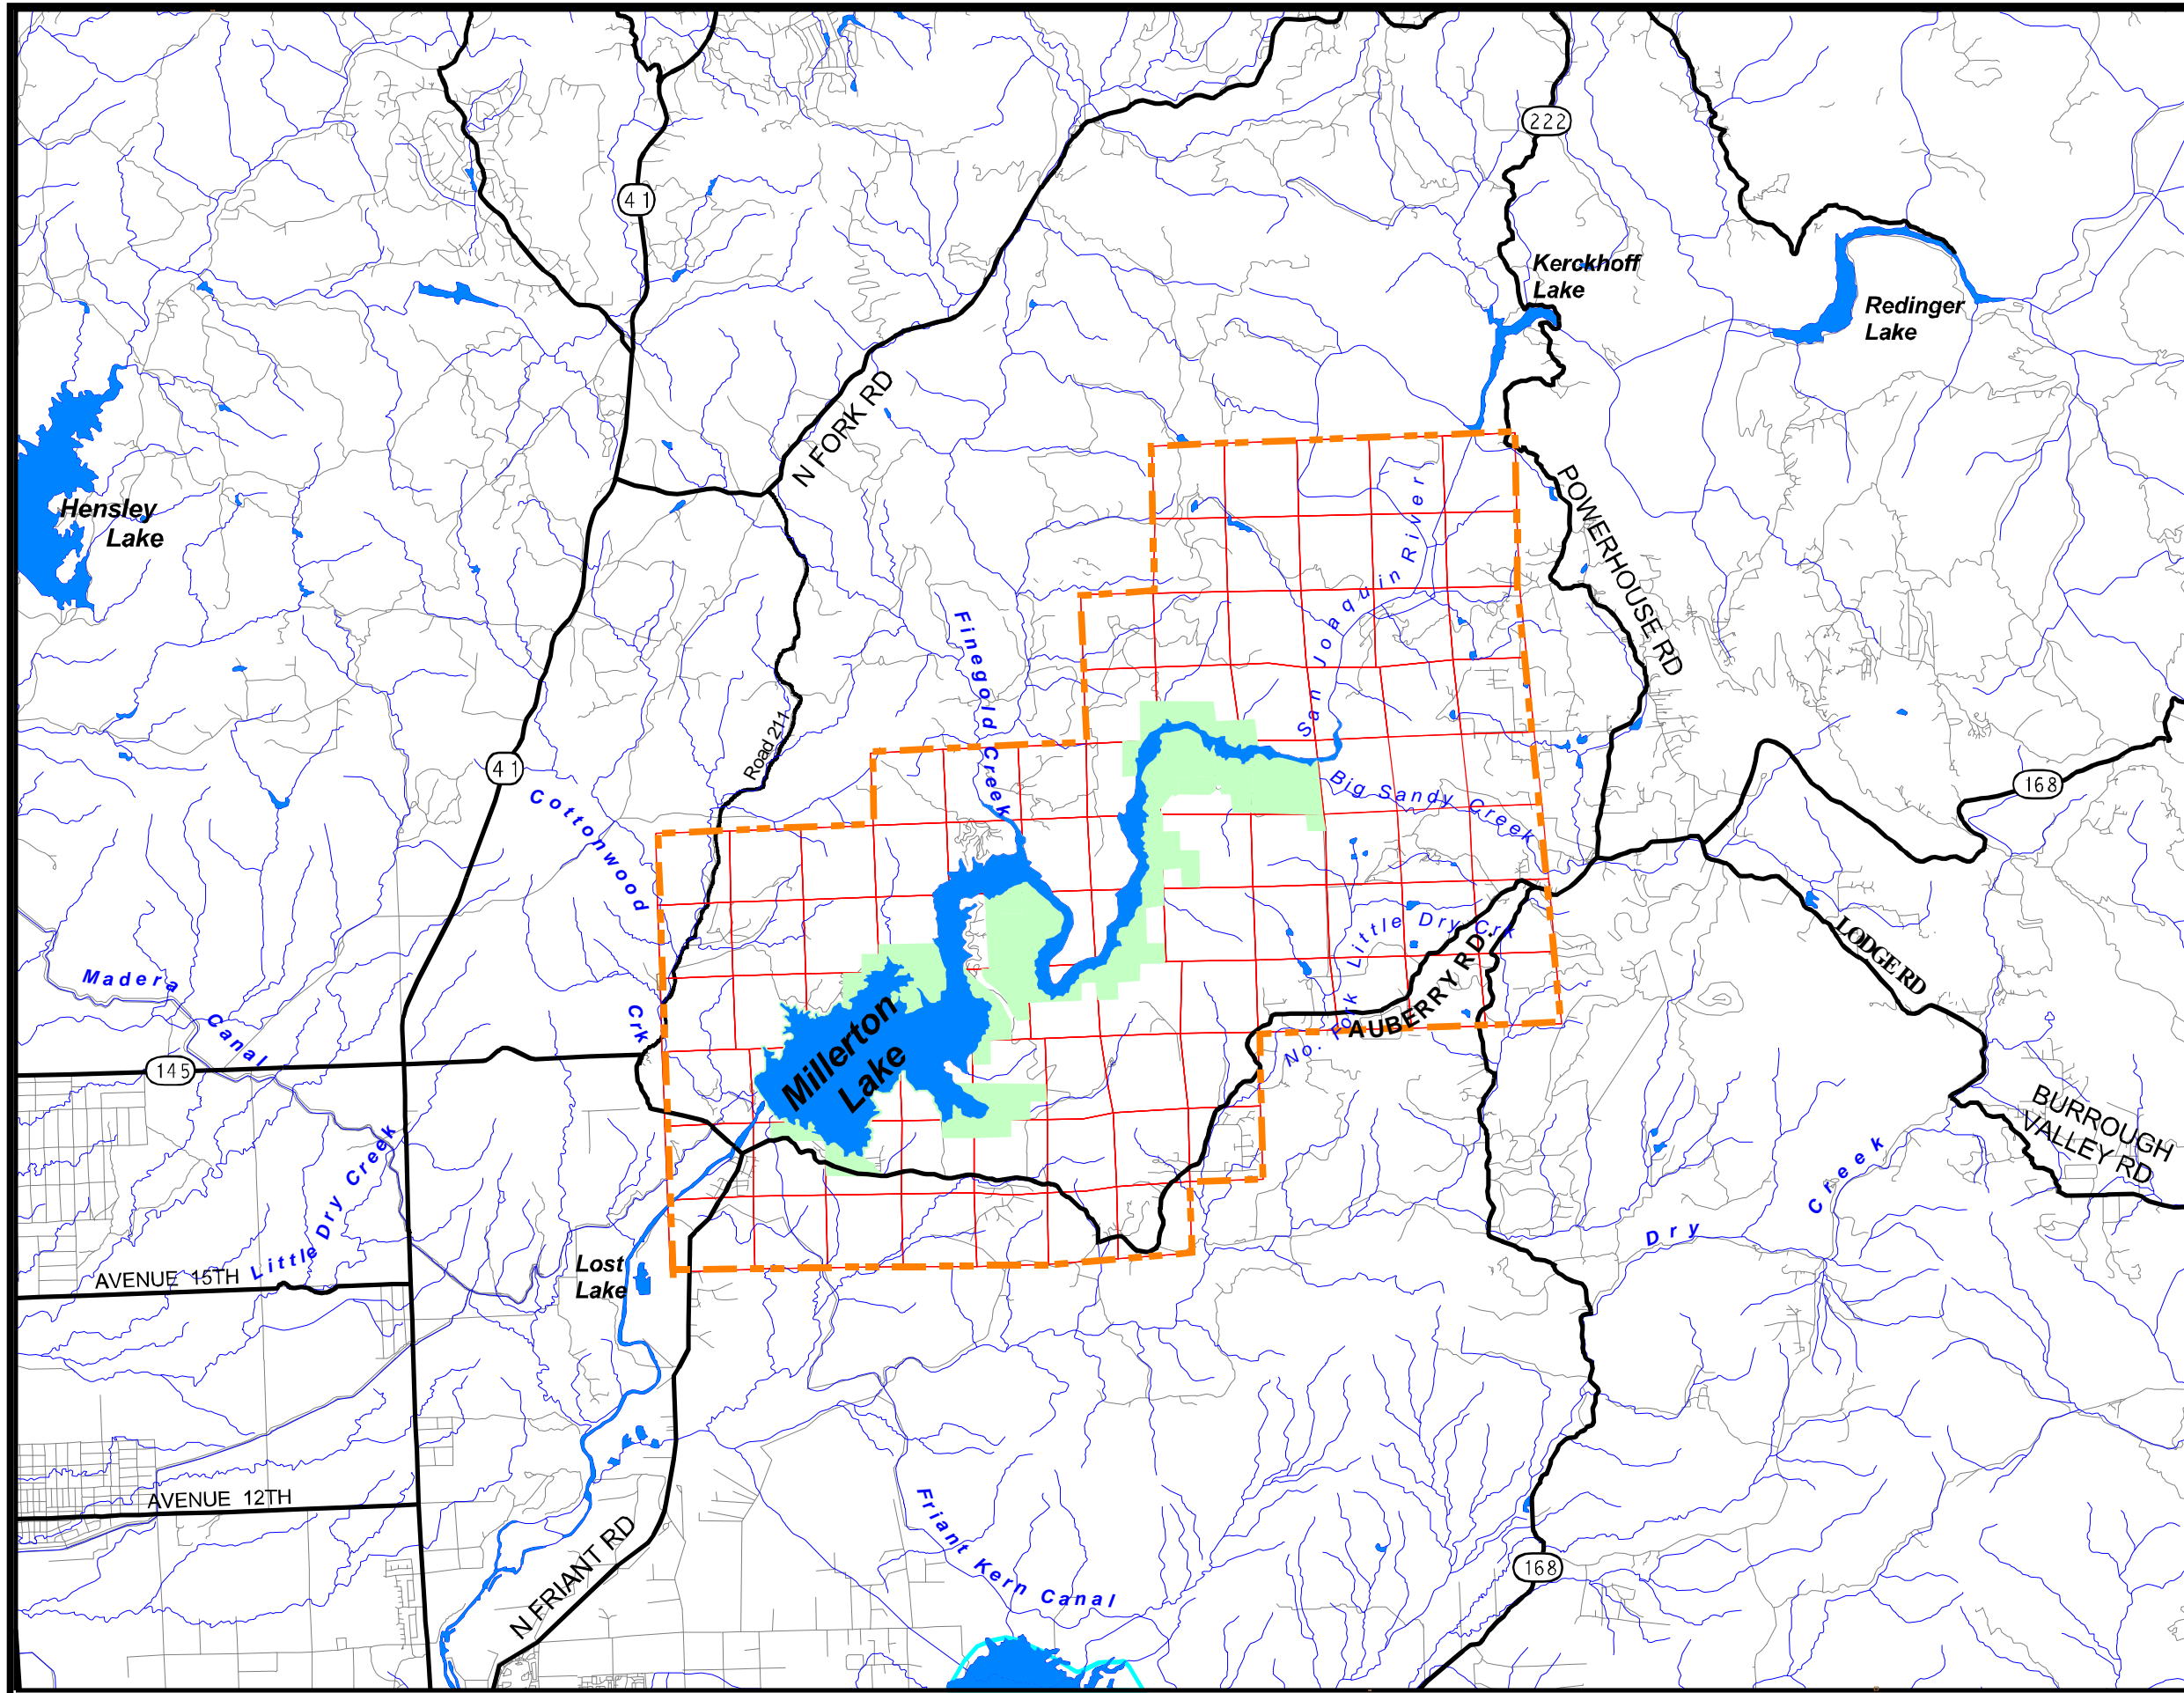 222
41
Kerckhoff
Lake
Redinger
Lake
N FORK RD
Hensley
Lake
POWERHOUSE RD
San Joaquin River
Finegold Creek
Road 211
41
Big Sandy Creek
168
Cottonwood
Crk
Little Dry Crk
No. Fork
LODGE RD
AUBERRY RD.
Madera
Canal
Millerton
Lake
145
BURROUGH
VALLEY RD
Little Dry Creek
Dry
Creek
Lost
Lake
AVENUE 15TH
AVENUE 12TH
Friant Kern Canal
N FRIANT RD
168